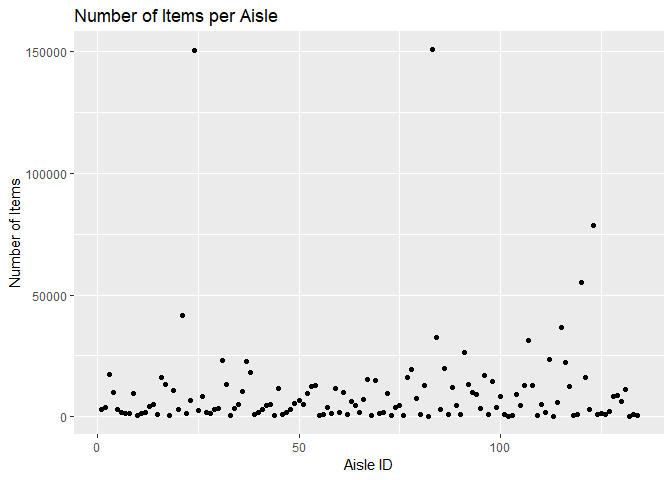 Number of Items per Aisle
150000
100000
50000
0
Number of Items
0 50 100
Aisle ID